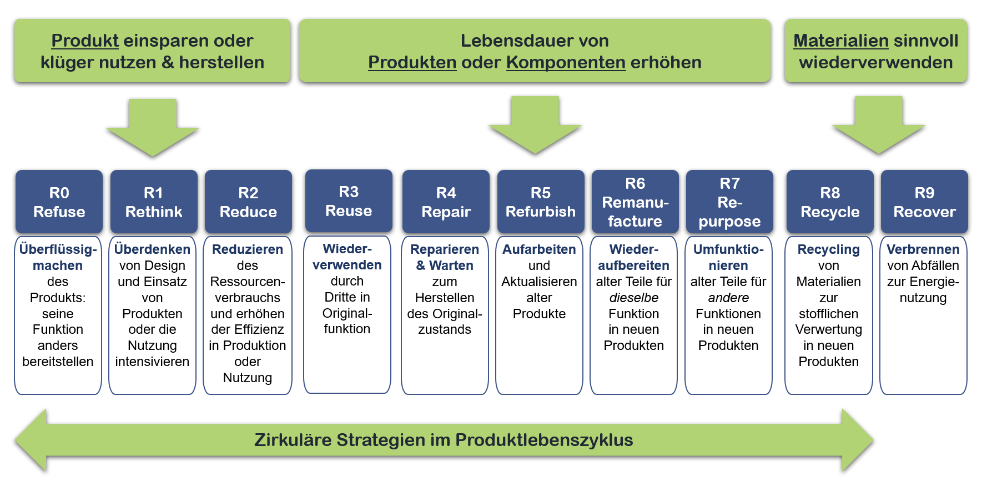 Produkt einsparen oder
klüger nutzen & herstellen
Lebensdauer von
Produkten oder Komponenten erhöhen
Materialien sinnvoll
wiederverwenden
R0
Refuse
R1
Rethink
R2
Reduce
R3
Reuse
R4
Repair
R5
Refurbish
R6
Remanu-
facture
R7
Re-
purpose
R8
Recycle
R9
Recover
Überflüssig-
machen
des
Produkts:
seine
Funktion
anders
bereitstellen
Überdenken
von Design
und Einsatz
von
Produkten
oder die
Nutzung
intensivieren
Reduzieren
des
Ressourcen-
verbrauchs
und erhöhen
der Effizienz
in Produktion
oder
Nutzung
Wieder-
verwenden
durch
Dritte in
Original-
funktion
Reparieren
& Warten
zum
Herstellen
des Original-
zustands
Aufarbeiten
und
Aktualisieren
alter
Produkte
Wieder-
aufbereiten
alter Teile für
dieselbe
Funktion
in neuen
Produkten
Umfunktio-
nieren
alter Teile für
andere
Funktionen
in neuen
Produkten
Recycling
von
Materialien
zur
stofflichen
Verwertung
in neuen
Produkten
Verbrennen
von Abfällen
zur Energie-
nutzung
Zirkuläre Strategien im Produktlebenszyklus